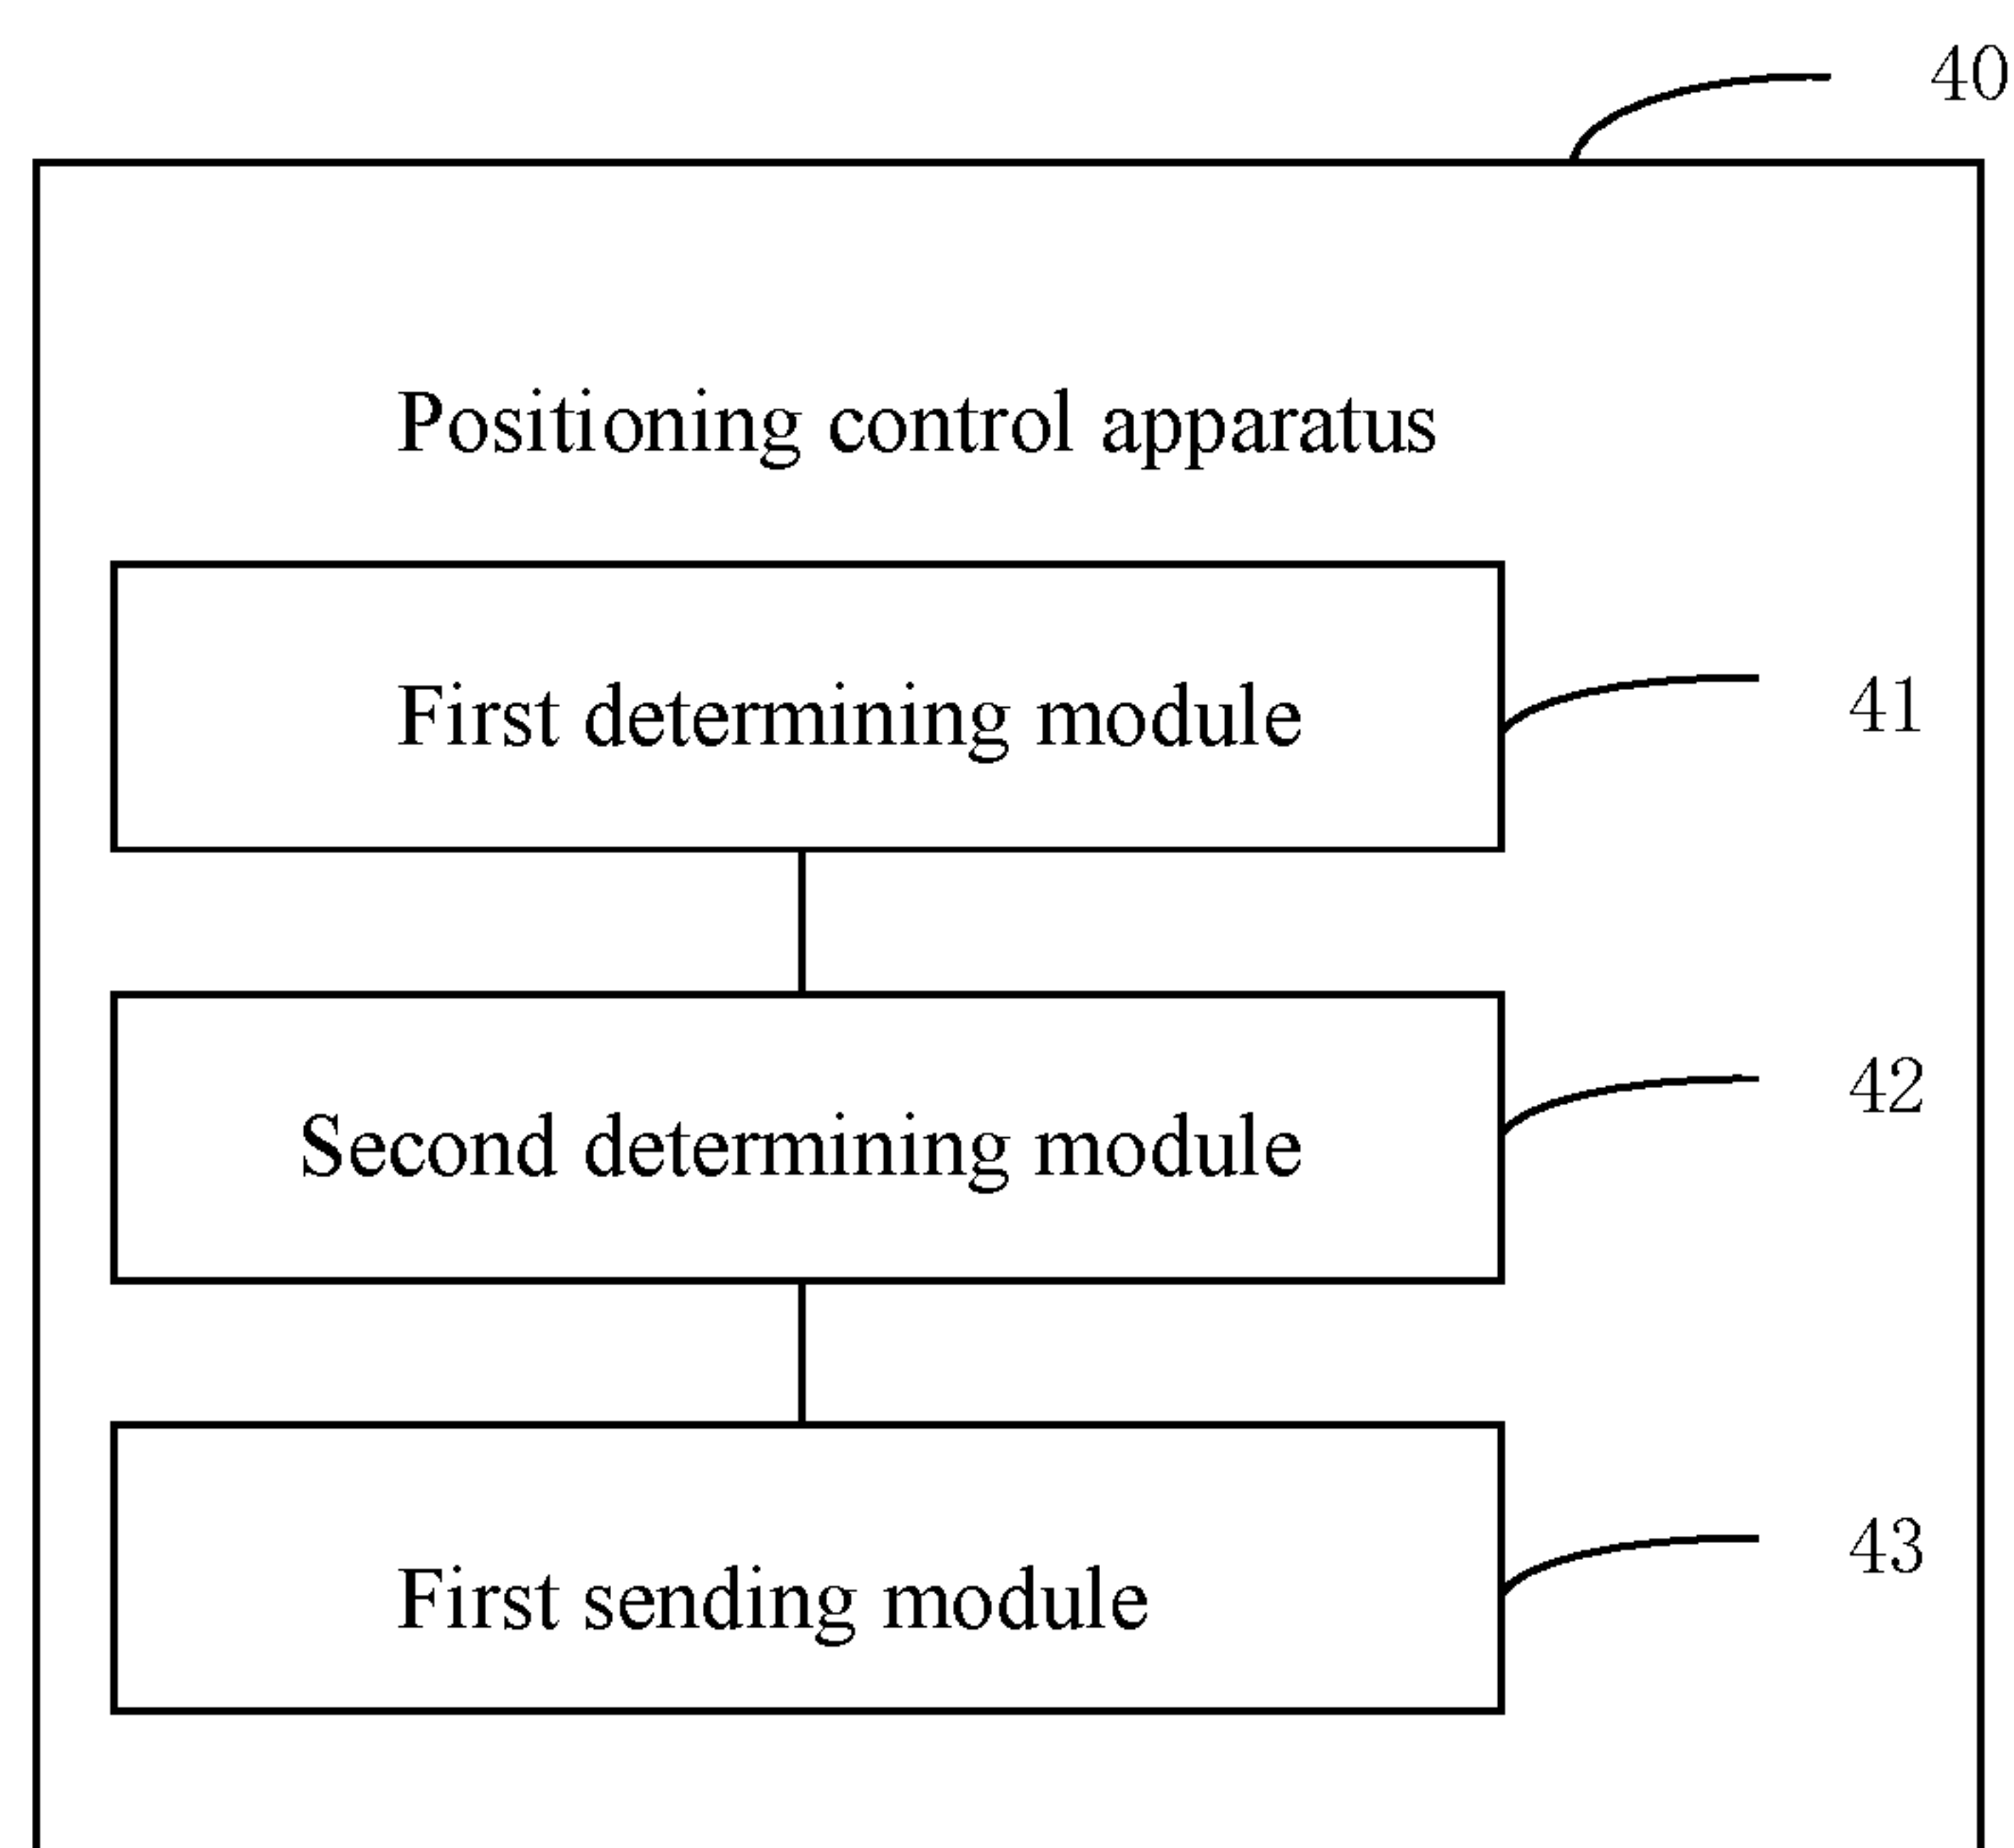 40
Positioning control apparatus
First determining module
41
Second determining module
42
First sending module
43